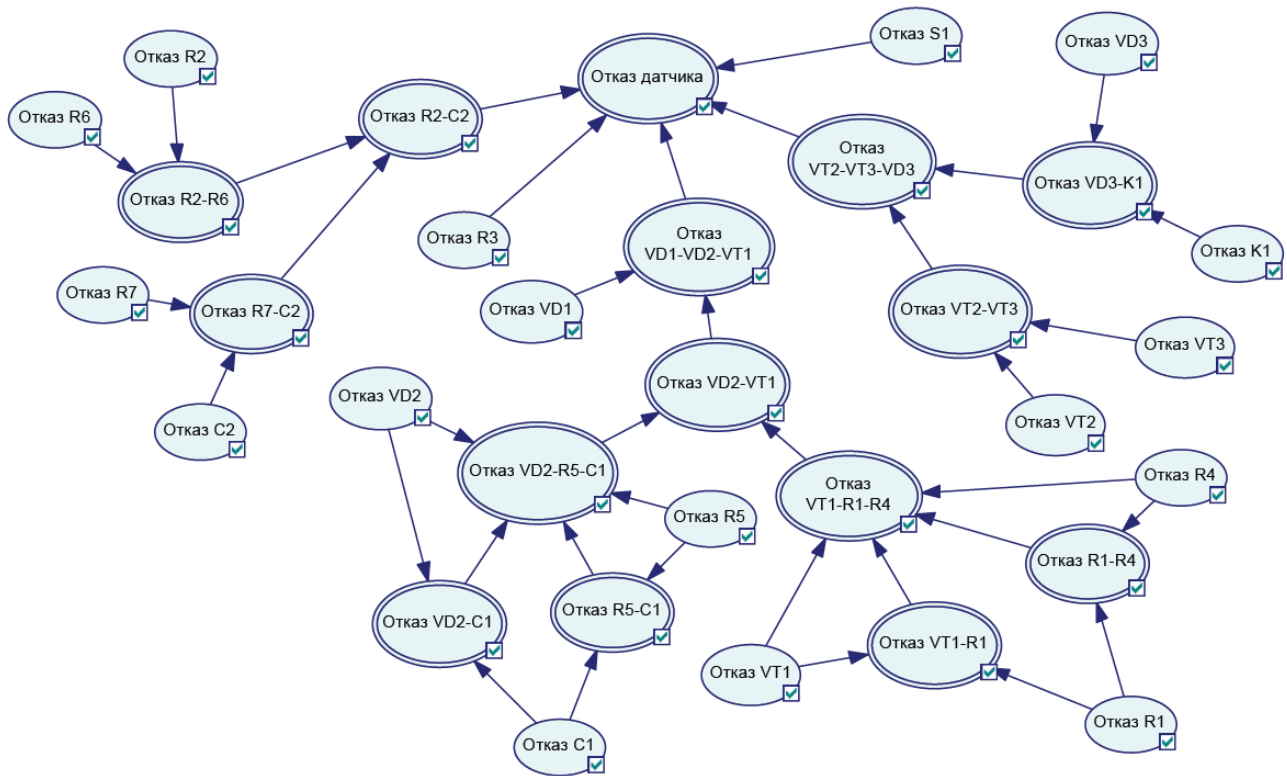 Отказ S1
Отказ VD3
Отказ R2
Отказ датчика
Отказ R6
Отказ R2-C2
Отказ
VT2-VT3-VD3
Отказ VD3-K1
Отказ R2-R6
Отказ R3
Отказ
VD1-VD2-VT1
Отказ K1
Отказ R7
Отказ R7-C2
Отказ VD1
Отказ VT2-VT3
Отказ VT3
Отказ VD2
Отказ VD2-VT1
Отказ C2
Отказ VT2
Отказ VD2-R5-C1
Отказ
VT1-R1-R4
Отказ R4
Отказ R5
Отказ R1-R4
Отказ VD2-C1
Отказ R5-C1
Отказ VT1
Отказ VT1-R1
Отказ C1
Отказ R1